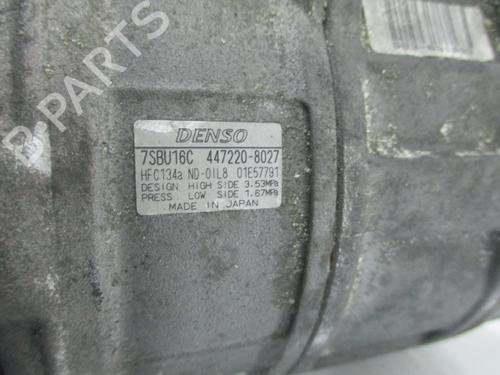 B-PARTS
DENSO
7SBU16C 447220-8027
HFC134a ND-OIL8 01E57791
DESIGN HIGH SIDE 3.53MPa
PRESS LOW SIDE 1.67MPa
MADE IN JAPAN